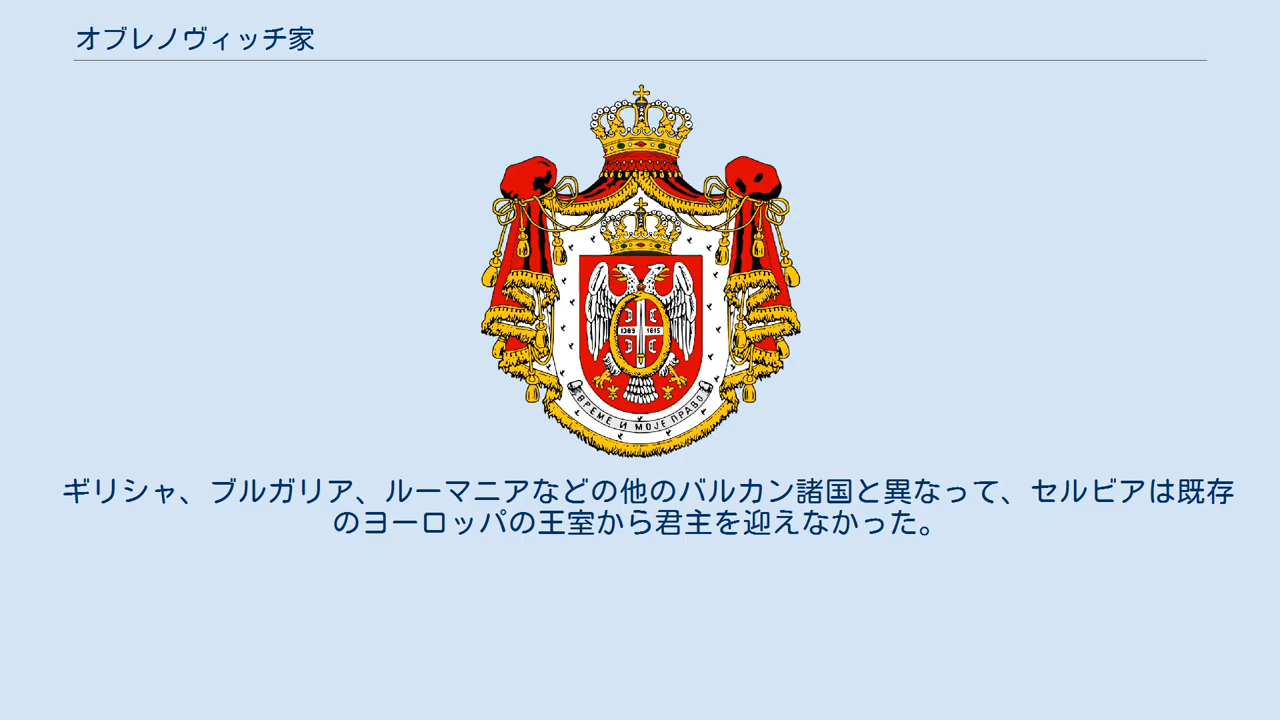 オブレノヴィッチ家
1389 1815
ВРЕМЕ И МОЈЕ ПРАВО
ギリシャ、ブルガリア、ルーマニアなどの他のバルカン諸国と異なって、セルビアは既存
のヨーロッパの王室から君主を迎えなかった。